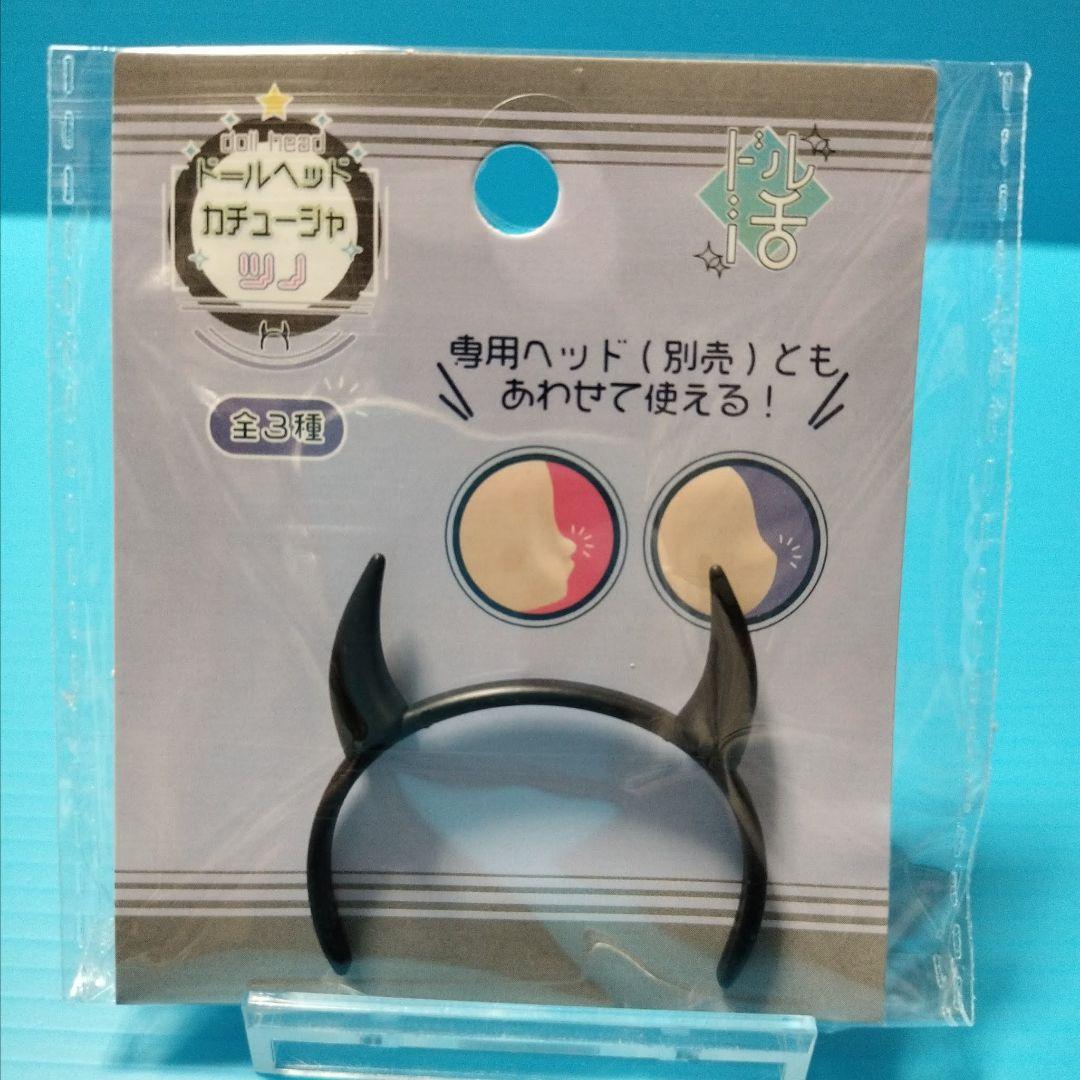 doll head
ドールヘッド
カチューシャ
ツノ
ドル活
全3種
専用ヘッド(別売)とも
あわせて使える!